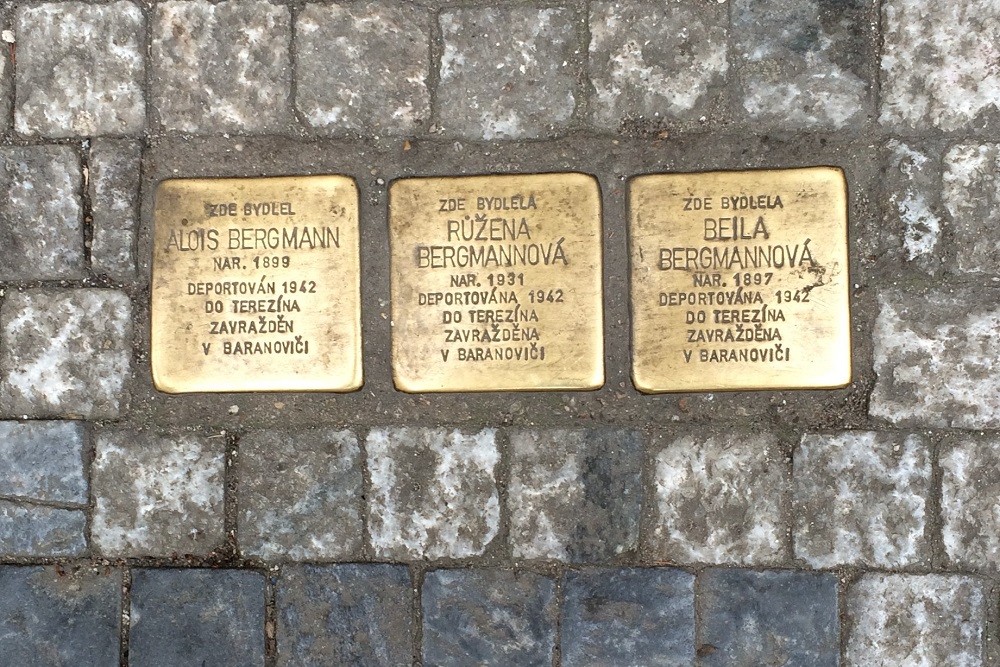 ZDE BYDLEL
ALOIS BERGMANN
NAR. 1899
DEPORTOVÁN 1942
DO TEREZÍNA
ZAVRAŽDĚN
V BARANOVIČI
ZDE BYDLELA
RŮŽENA
BERGMANNOVÁ
NAR. 1931
DEPORTOVÁNA 1942
DO TEREZÍNA
ZAVRAŽDĚNA
V BARANOVIČI
ZDE BYDLELA
BEILA
BERGMANNOVÁ
NAR. 1897
DEPORTOVÁNA 1942
DO TEREZÍNA
ZAVRAŽDĚNA
V BARANOVIČI